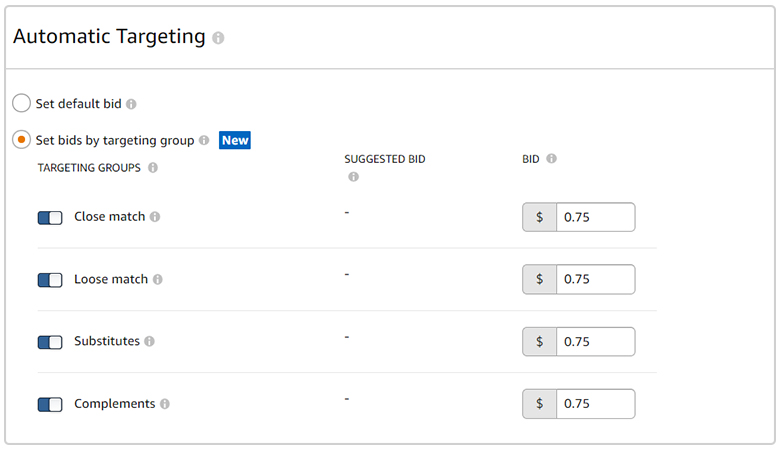 Automatic Targeting
Set default bid
Set bids by targeting group New
TARGETING GROUPS SUGGESTED BID BID
Close match - $ 0.75
Loose match - $ 0.75
Substitutes - $ 0.75
Complements - $ 0.75